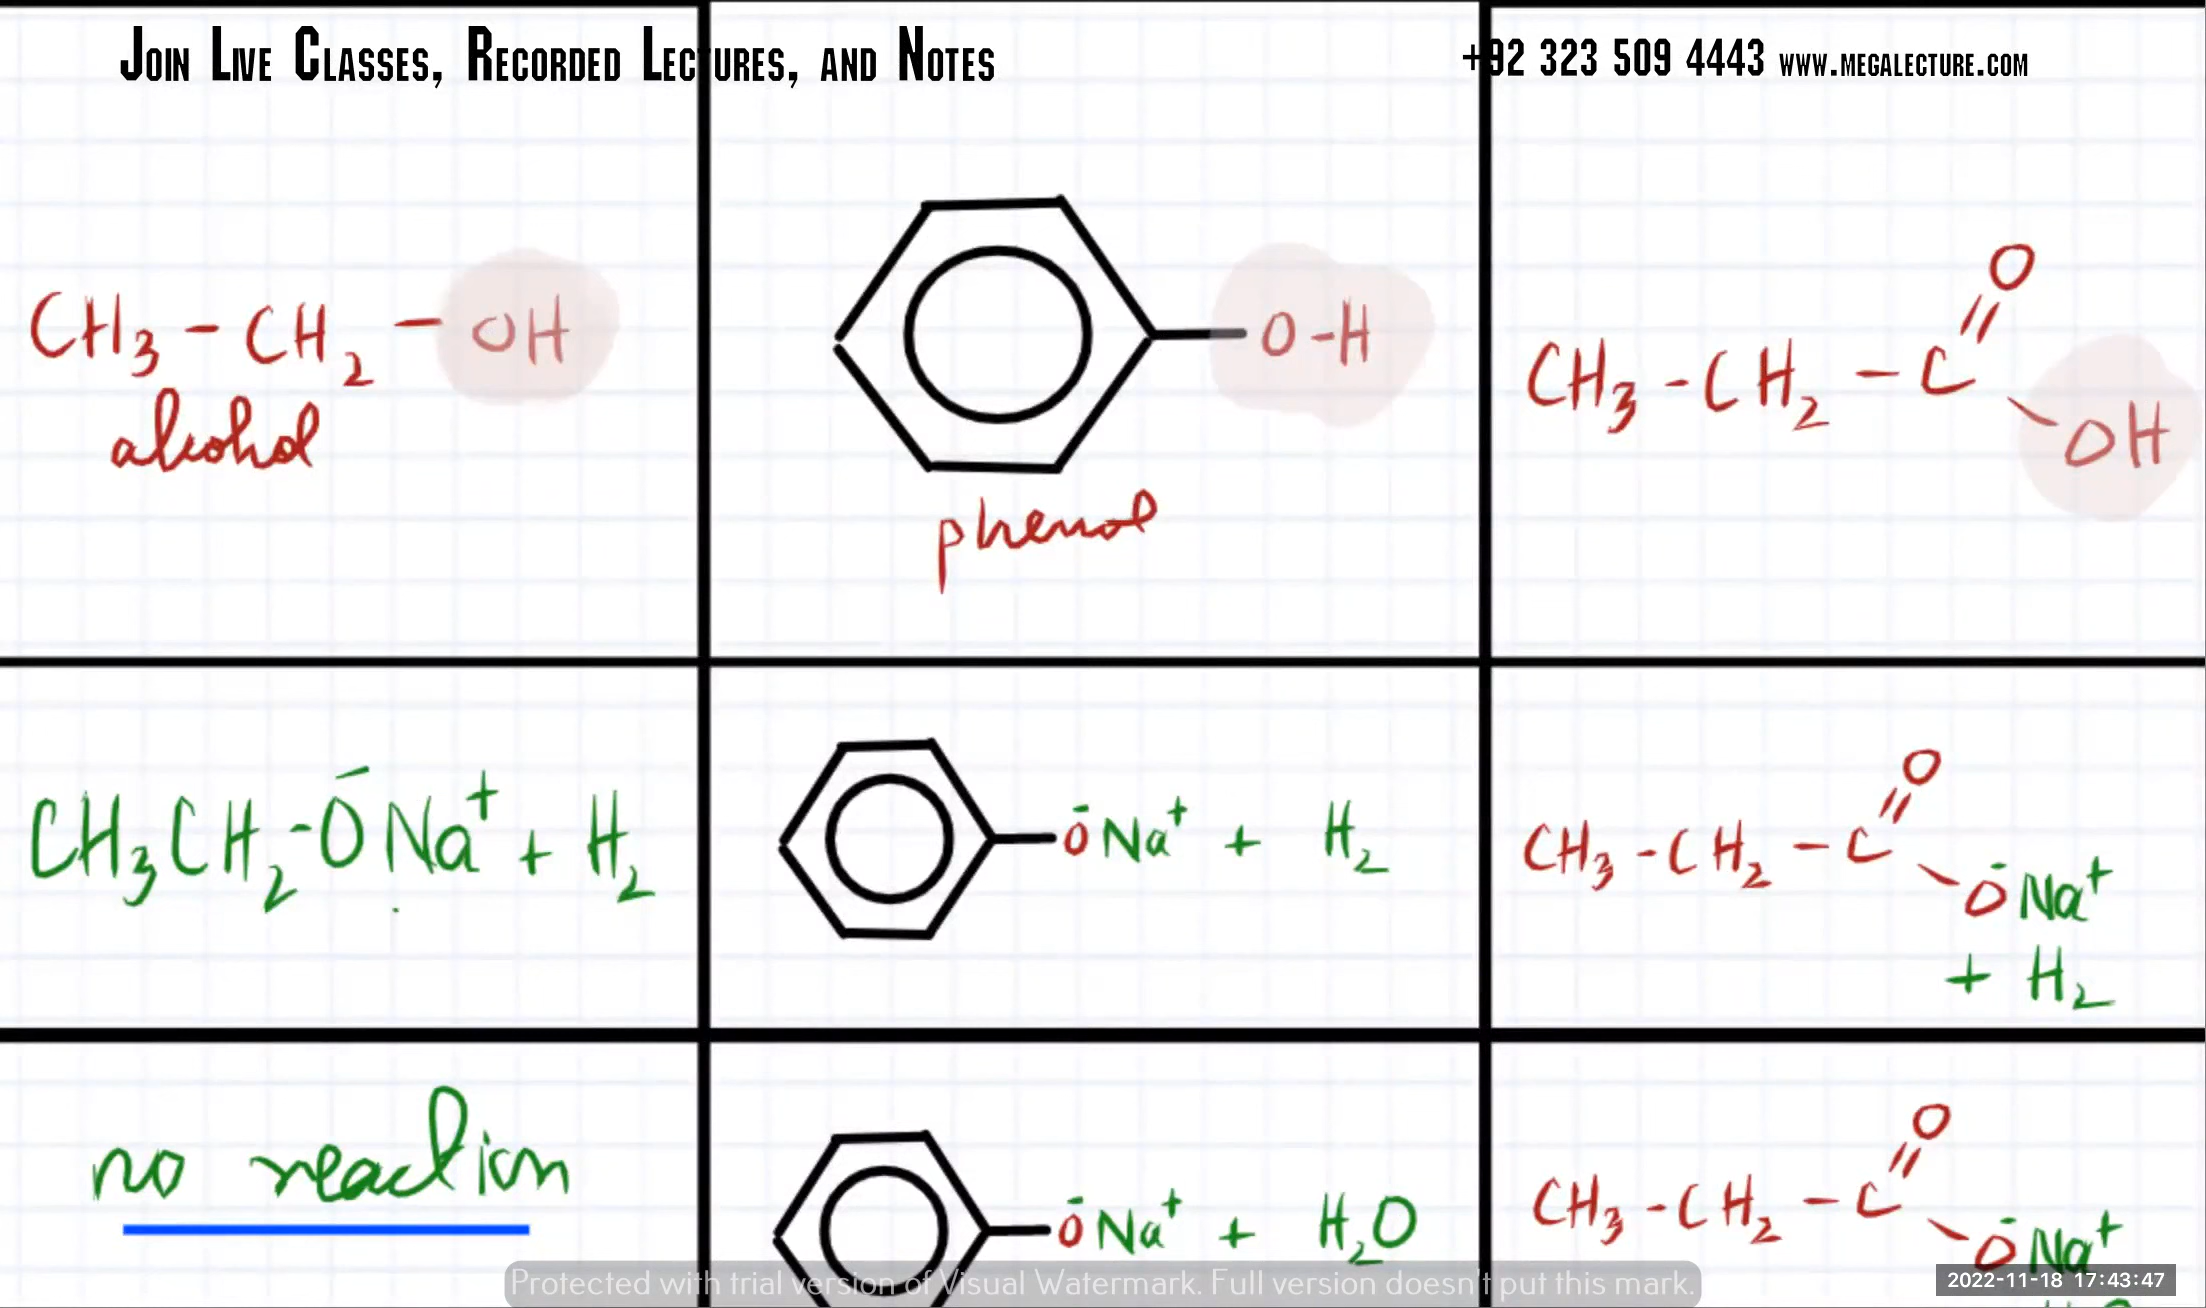 Join Live Classes, Recorded Lectures, and Notes
+92 323 509 4443 www.megalecture.com
CH₃ - CH₂ - OH
alcohol
O-H
phenol
CH₃ - CH₂ - C
O
OH
CH₃CH₂-O⁻Na⁺ + H₂
O⁻Na⁺ + H₂
CH₃ - CH₂ - C
O
O⁻Na⁺
+ H₂
no reaction
O⁻Na⁺ + H₂O
CH₃ - CH₂ - C
O
O⁻Na⁺
Protected with trial version of Visual Watermark. Full version doesn't put this mark.
2022-11-18 17:43:47